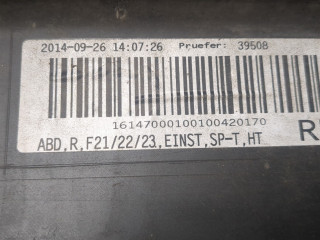 2014-09-26 14:07:26 Pruefer: 39508
16147000100100420170
ABD,R,F21/22/23,EINST,SP-T,HT
R